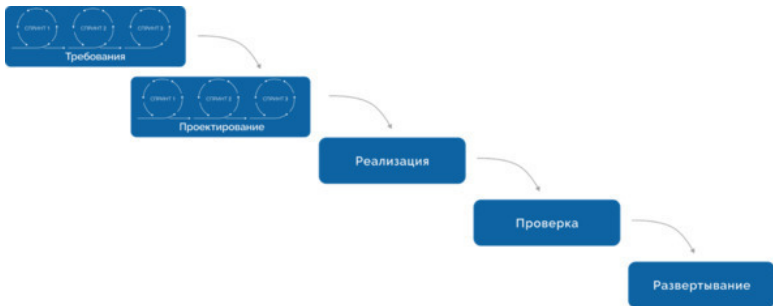 СПРИНТ 1 СПРИНТ 2 СПРИНТ 3
Требования
СПРИНТ 1 СПРИНТ 2 СПРИНТ 3
Проектирование
Реализация
Проверка
Развертывание